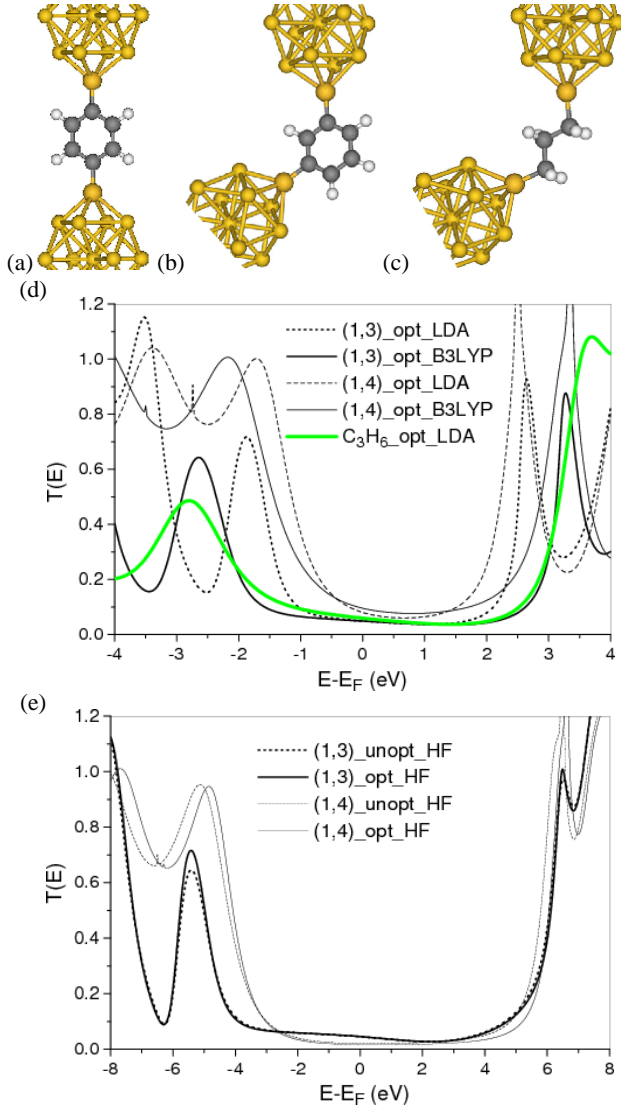 (a) (b) (c)
(d)
1.2
1.0
0.8
0.6
0.4
0.2
0.0
T(E)
(1,3)_opt_LDA
(1,3)_opt_B3LYP
(1,4)_opt_LDA
(1,4)_opt_B3LYP
C₃H₆_opt_LDA
-4 -3 -2 -1 0 1 2 3 4
E-E_F (eV)
(e)
1.2
1.0
0.8
0.6
0.4
0.2
0.0
T(E)
(1,3)_unopt_HF
(1,3)_opt_HF
(1,4)_unopt_HF
(1,4)_opt_HF
-8 -6 -4 -2 0 2 4 6 8
E-E_F (eV)